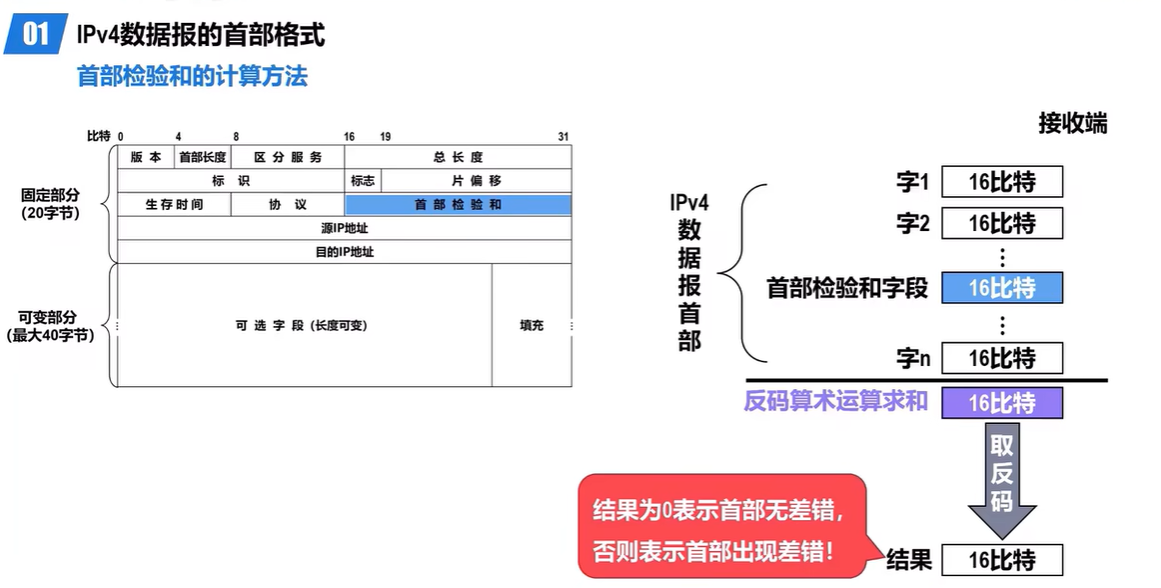 01 IPv4数据报的首部格式
首部检验和的计算方法
比特 0 4 8 16 19 31
版 本 首部长度 区 分 服 务 总 长 度
标 识 标志 片 偏 移
生 存 时 间 协 议 首 部 检 验 和
源IP地址
目的IP地址
可 选 字 段 (长度可变) 填充
固定部分
(20字节)
可变部分
(最大40字节)
接收端
IPv4
数
据
报
首
部
字1 16比特
字2 16比特
⋮
首部检验和字段 16比特
⋮
字n 16比特
反码算术运算求和 16比特
取
反
码
结果为0表示首部无差错,
否则表示首部出现差错!
结果 16比特